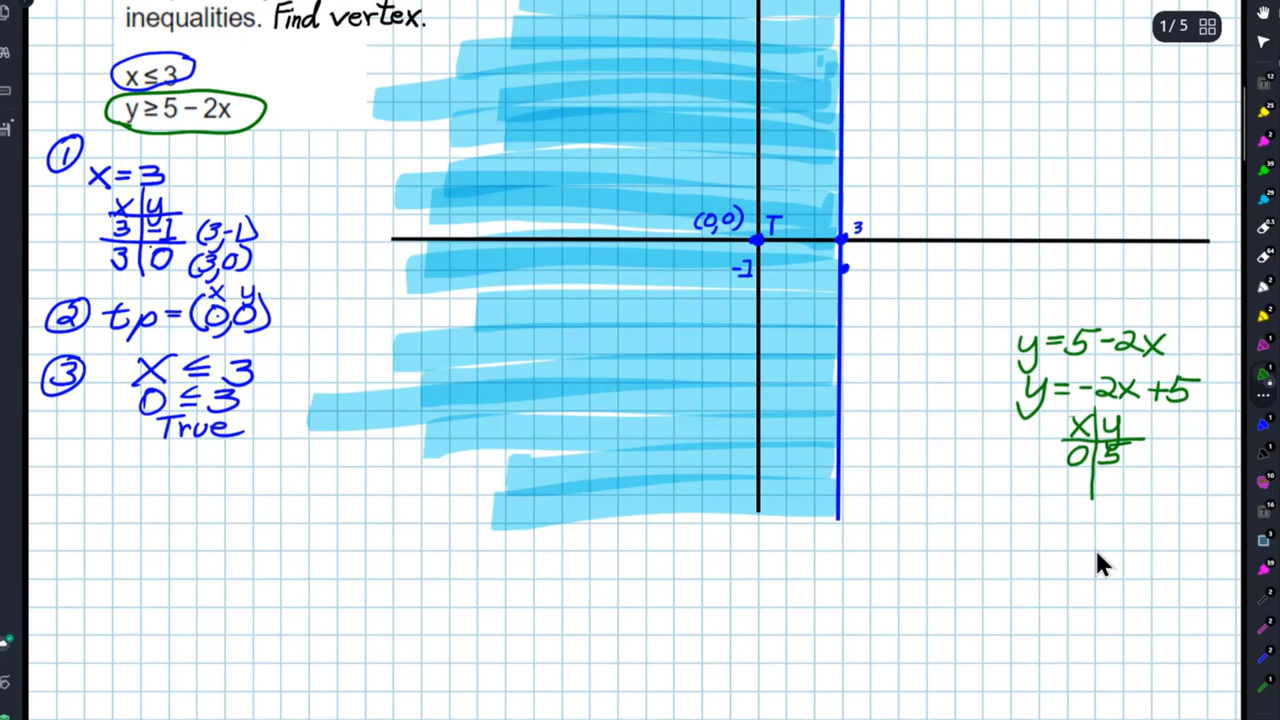 inequalities. Find vertex.
x ≤ 3
y ≥ 5 − 2x
①
x = 3
x y
3 -1 (3,-1)
3 0 (3,0)
② t.p = (0,0)
x y
③ x ≤ 3
0 ≤ 3
True
(0,0) T 3
-1
y = 5 - 2x
y = -2x + 5
x y
0 5
1 / 5